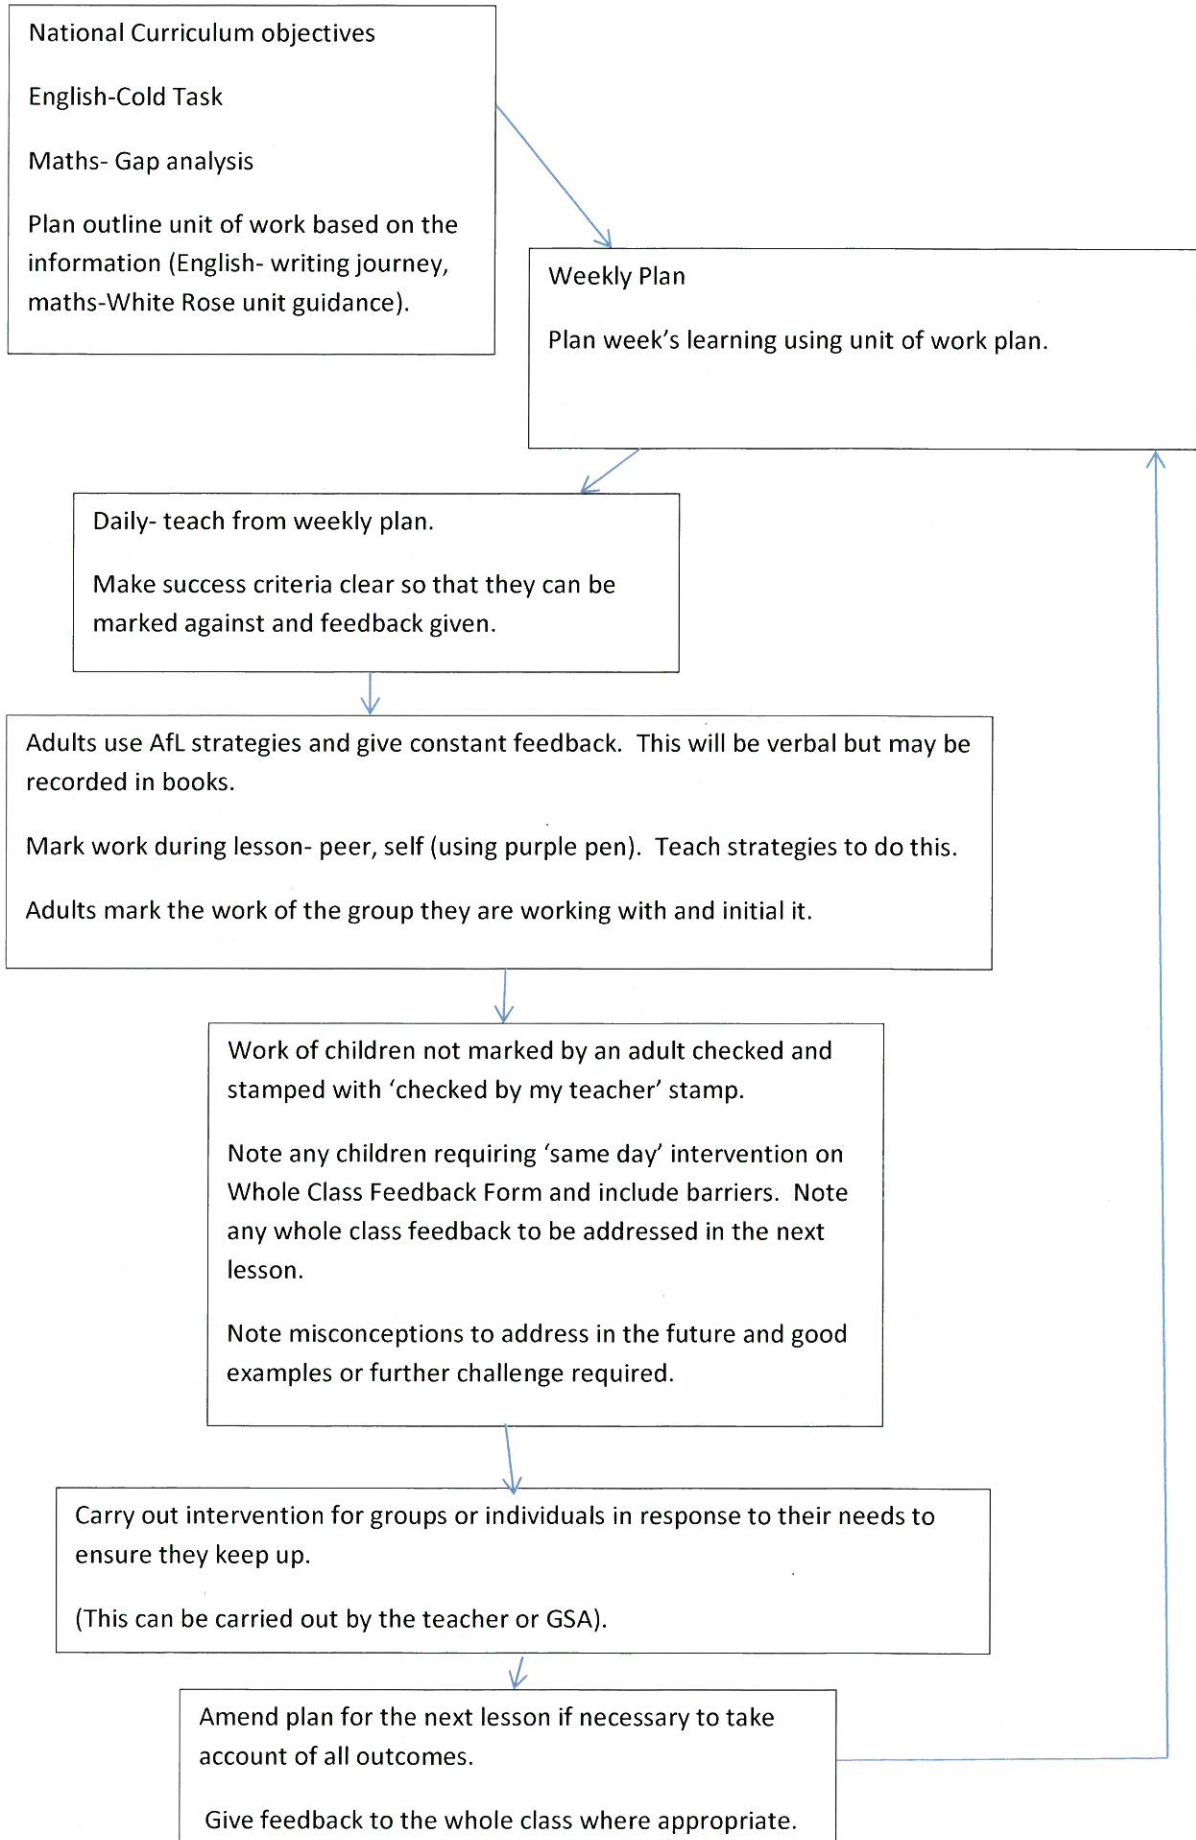 National Curriculum objectives
English-Cold Task
Maths- Gap analysis
Plan outline unit of work based on the
information (English- writing journey,
maths-White Rose unit guidance).
Weekly Plan
Plan week’s learning using unit of work plan.
Daily- teach from weekly plan.
Make success criteria clear so that they can be
marked against and feedback given.
Adults use AfL strategies and give constant feedback.  This will be verbal but may be
recorded in books.
Mark work during lesson- peer, self (using purple pen).  Teach strategies to do this.
Adults mark the work of the group they are working with and initial it.
Work of children not marked by an adult checked and
stamped with ‘checked by my teacher’ stamp.
Note any children requiring ‘same day’ intervention on
Whole Class Feedback Form and include barriers.  Note
any whole class feedback to be addressed in the next
lesson.
Note misconceptions to address in the future and good
examples or further challenge required.
Carry out intervention for groups or individuals in response to their needs to
ensure they keep up.
(This can be carried out by the teacher or GSA).
Amend plan for the next lesson if necessary to take
account of all outcomes.
Give feedback to the whole class where appropriate.